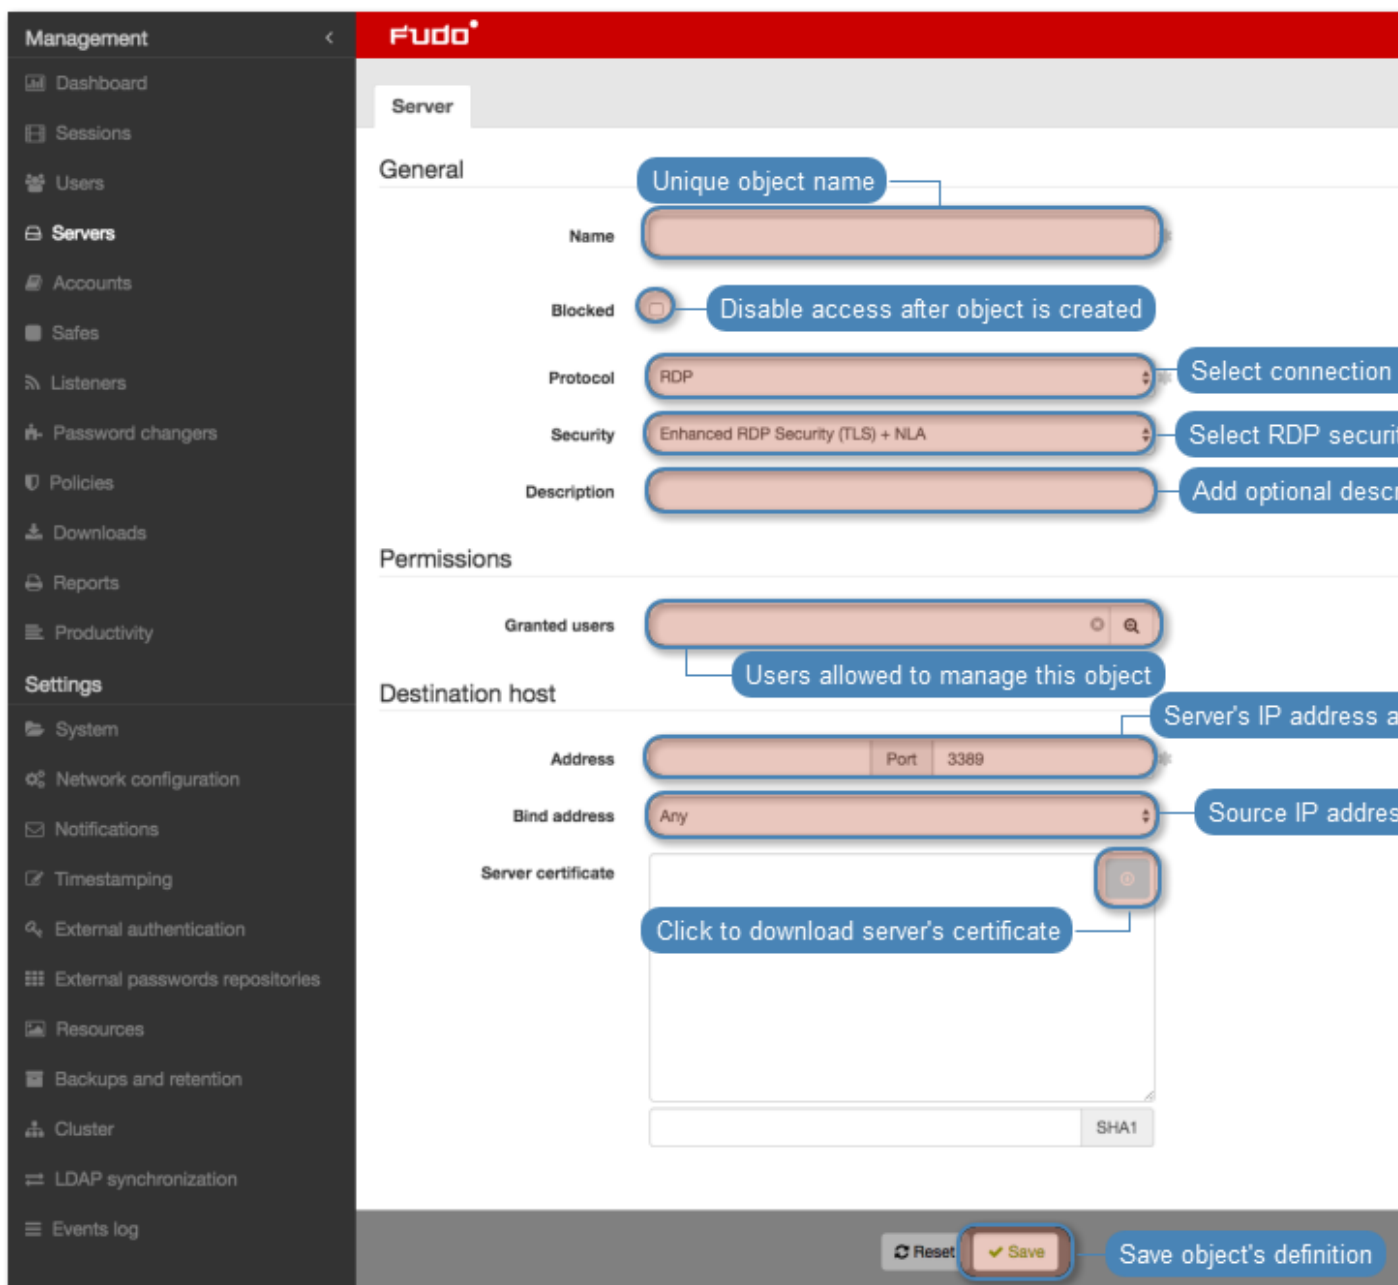 Management
Dashboard
Sessions
Users
Servers
Accounts
Safes
Listeners
Password changers
Policies
Downloads
Reports
Productivity
Settings
System
Network configuration
Notifications
Timestamping
External authentication
External passwords repositories
Resources
Backups and retention
Cluster
LDAP synchronization
Events log
FUDO
Server
General
Unique object name
Name
Blocked
Disable access after object is created
Protocol
RDP
Select connection
Security
Enhanced RDP Security (TLS) + NLA
Select RDP
Description
Add optional
Permissions
Granted users
Users allowed to manage this object
Destination host
Server's IP address
Address
Port
3389
Bind address
Any
Source IP
Server certificate
Click to download server's certificate
SHA1
Reset
Save
Save object's definition